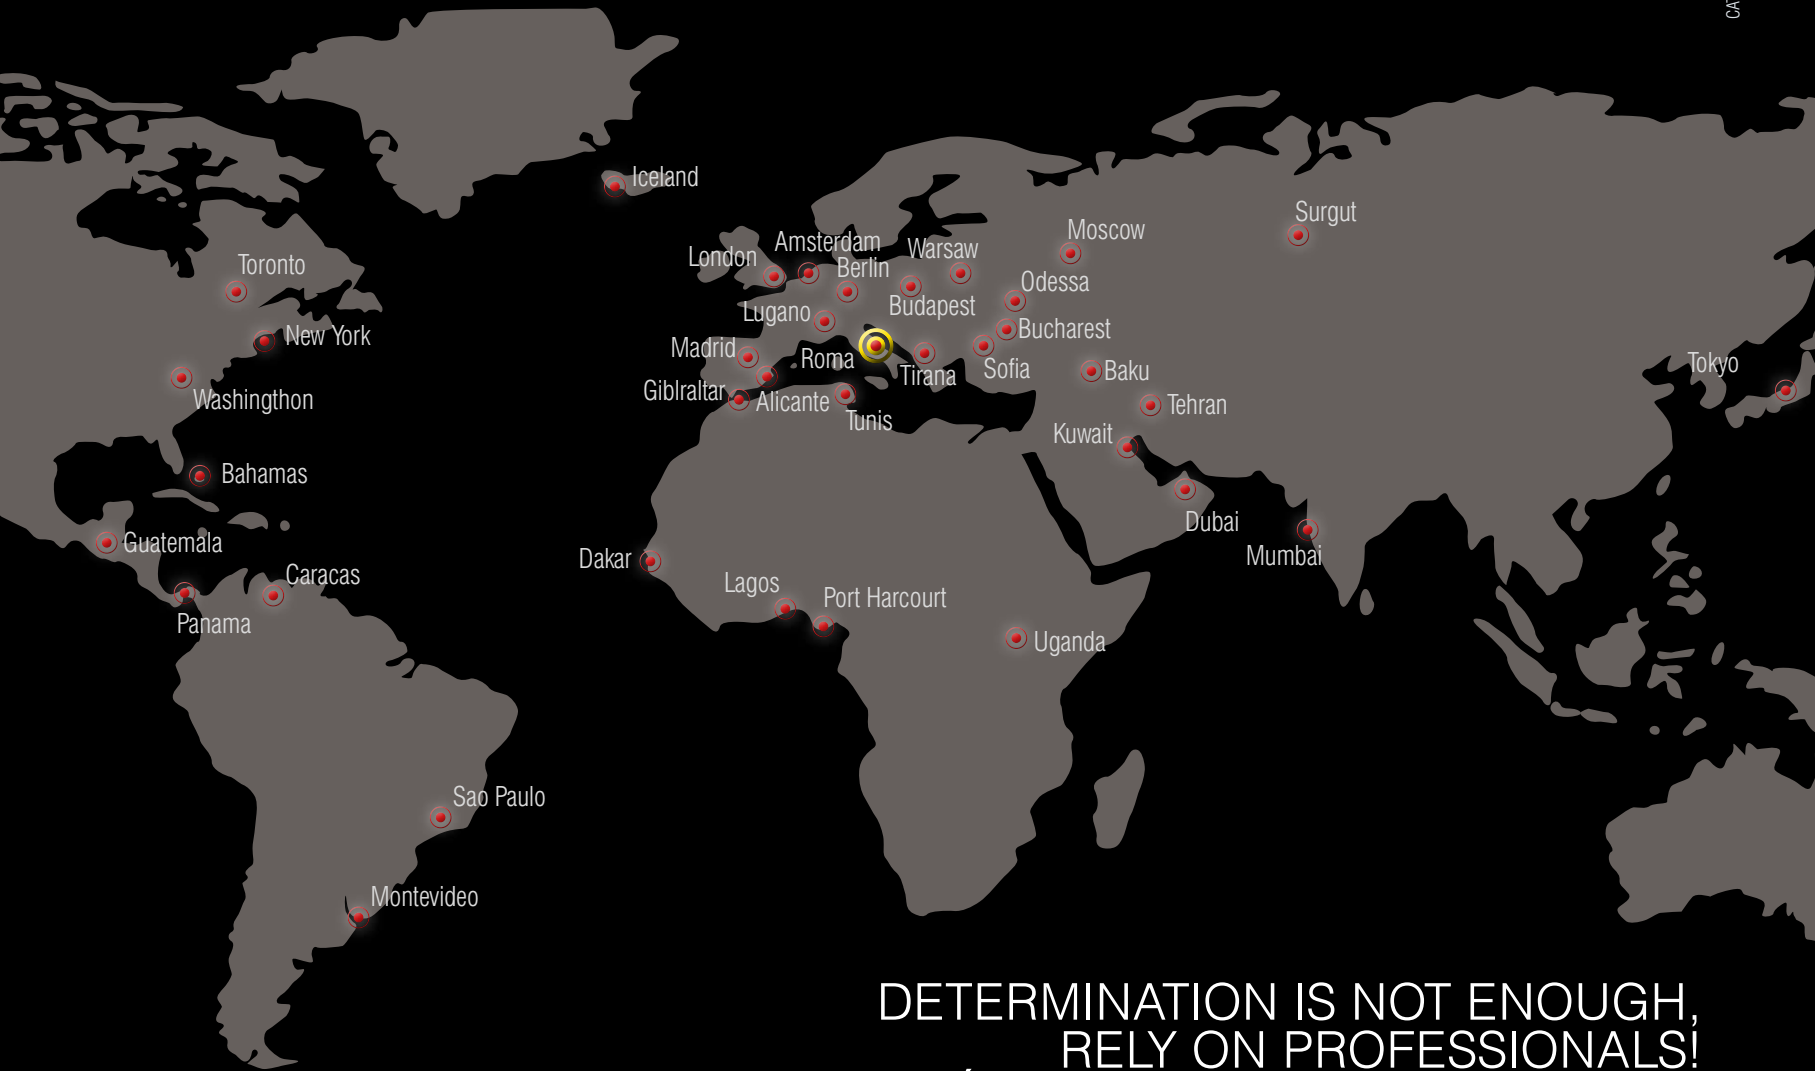 CAT
Iceland
Surgut
Moscow
Amsterdam
Warsaw
London
Berlin
Toronto
Odessa
Budapest
Lugano
Bucharest
New York
Madrid
Roma
Tirana
Sofia
Baku
Tokyo
Giblraltar
Alicante
Washingthon
Tehran
Tunis
Kuwait
Bahamas
Dubai
Guatemala
Mumbai
Dakar
Caracas
Lagos
Port Harcourt
Panama
Uganda
Sao Paulo
Montevideo
DETERMINATION IS NOT ENOUGH,
RELY ON PROFESSIONALS!